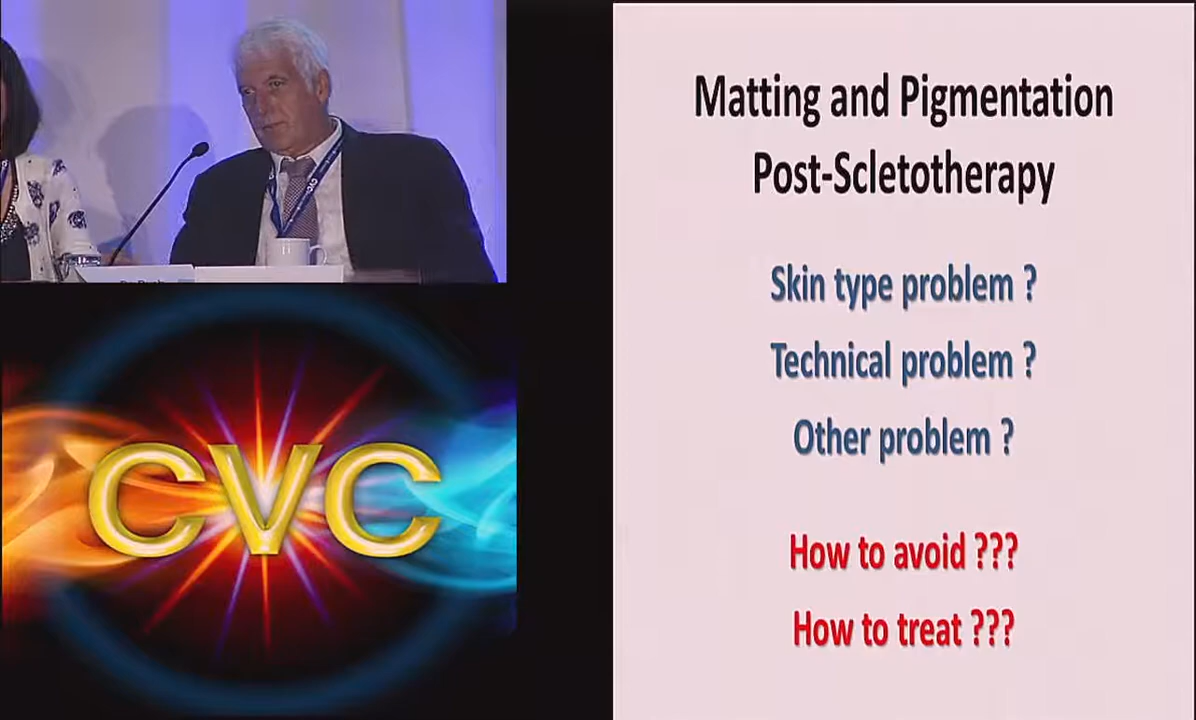 Matting and Pigmentation
Post-Scletotherapy
Skin type problem ?
Technical problem ?
Other problem ?
How to avoid ???
How to treat ???
CVC